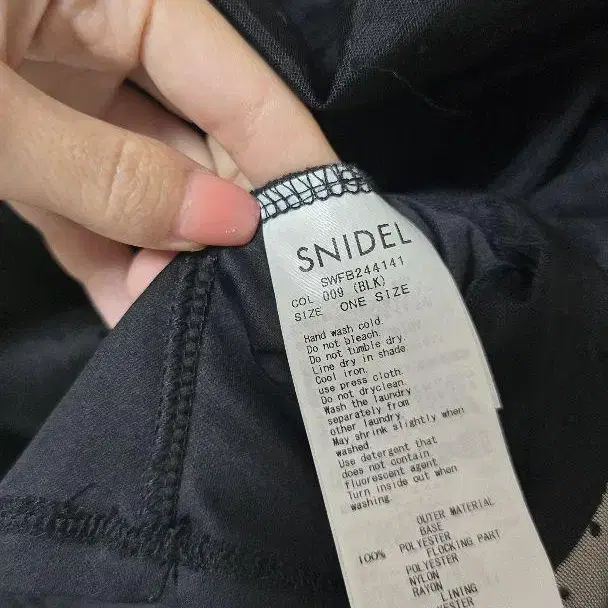 SNIDEL
SWFB244141
COL 009 (BLK)
SIZE ONE SIZE
Hand wash cold.
Do not bleach.
Do not tumble dry.
Line dry in shade
Cool iron.
use press cloth.
Do not dryclean.
Wash the laundry
separately from
other laundry.
May shrink slightly when
washed.
Use detergent that
does not contain
fluorescent agent.
Turn inside out when
washing.
OUTER MATERIAL
BASE
100% POLYESTER
FLOCKING PART
POLYESTER
NYLON
RAYON
LINING